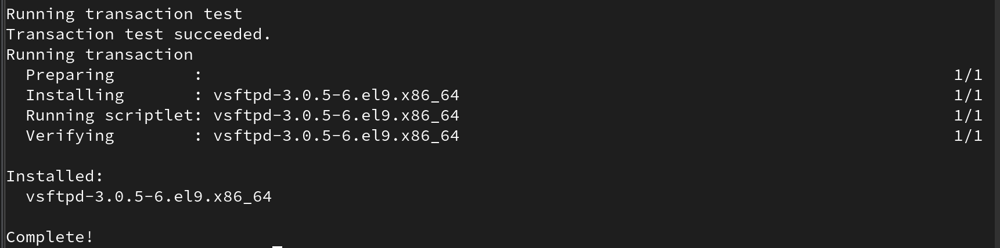 Running transaction test
Transaction test succeeded.
Running transaction
  Preparing        :                                                                            1/1
  Installing       : vsftpd-3.0.5-6.el9.x86_64                                                  1/1
  Running scriptlet: vsftpd-3.0.5-6.el9.x86_64                                                  1/1
  Verifying        : vsftpd-3.0.5-6.el9.x86_64                                                  1/1

Installed:
  vsftpd-3.0.5-6.el9.x86_64

Complete!